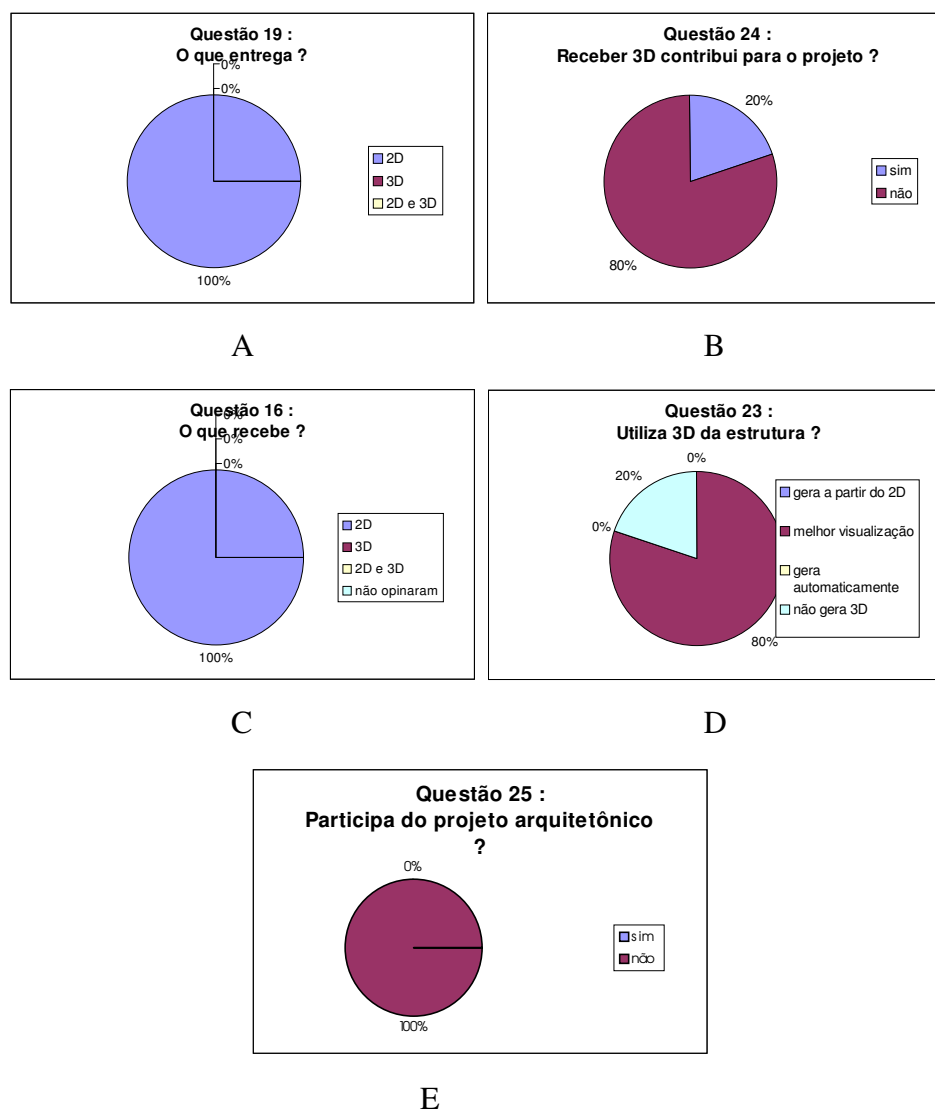 Questão 19 :
O que entrega ?
0%
0%
2D
3D
2D e 3D
100%
A
Questão 24 :
Receber 3D contribui para o projeto ?
20%
sim
não
80%
B
Questão 16 :
O que recebe ?
0%
0%
0%
2D
3D
2D e 3D
não opinaram
100%
C
Questão 23 :
Utiliza 3D da estrutura ?
0%
20%
0%
gera a partir do 2D
melhor visualização
gera
automaticamente
não gera 3D
80%
D
Questão 25 :
Participa do projeto arquitetônico
?
0%
sim
não
100%
E